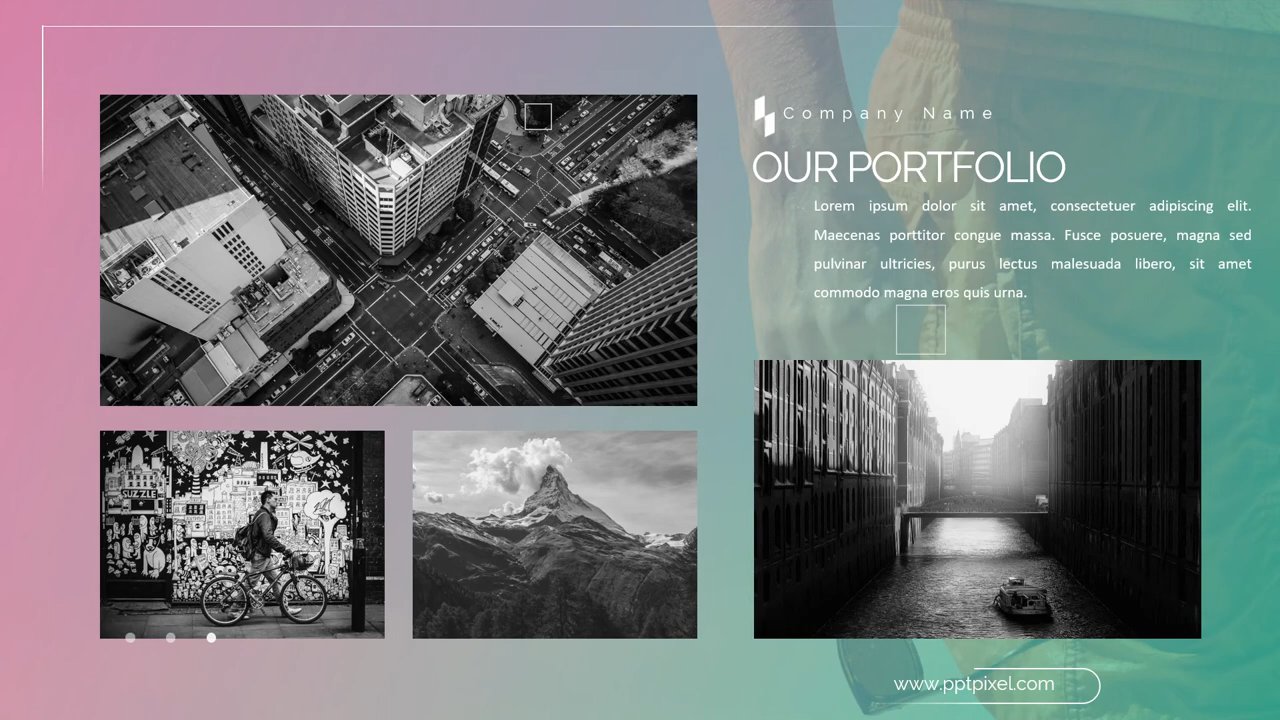 Company Name
OUR PORTFOLIO
Lorem ipsum dolor sit amet, consectetuer adipiscing elit.
Maecenas porttitor congue massa. Fusce posuere, magna sed
pulvinar ultricies, purus lectus malesuada libero, sit amet
commodo magna eros quis urna.
SUZZLE
www.pptpixel.com